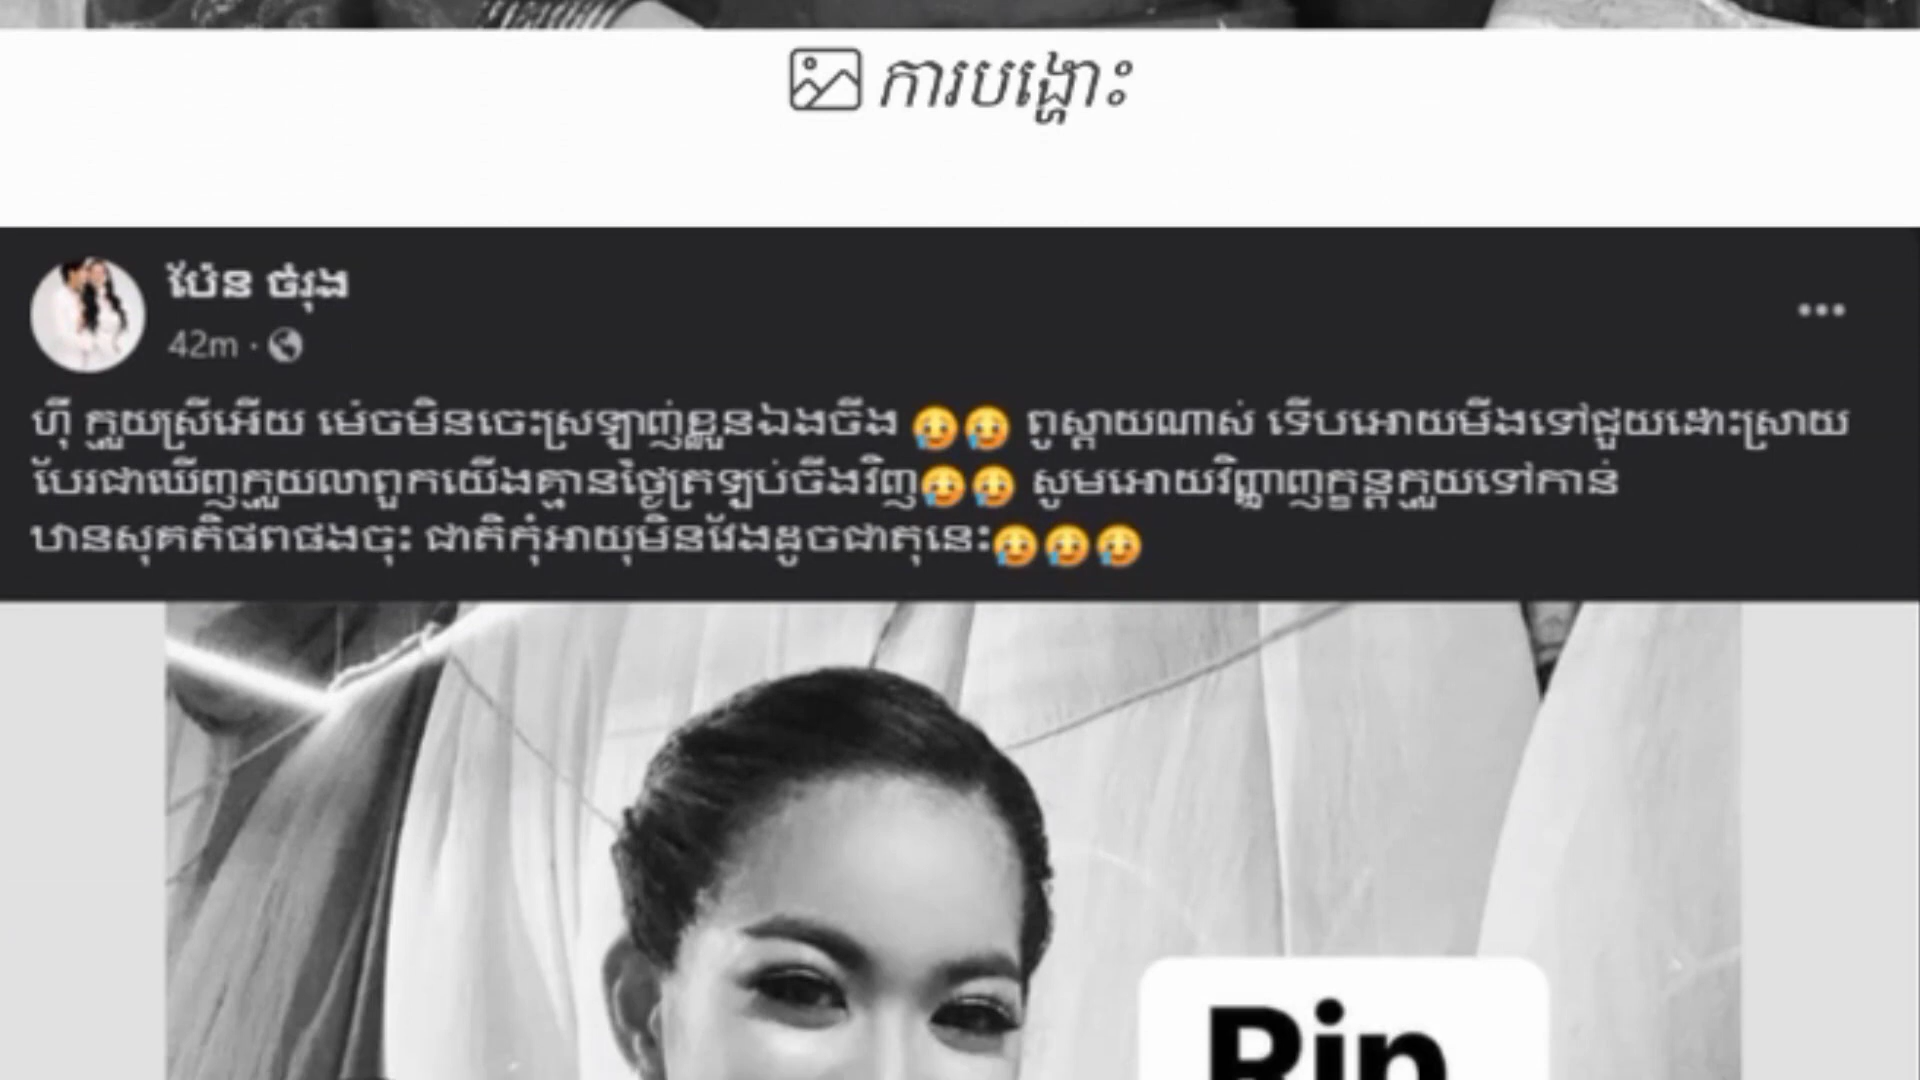 ការបង្ហោះ
ប៉ែន ចំរុង
42m
ហ៊ឺ ក្មួយស្រីអើយ ម៉េចមិនចេះស្រឡាញ់ខ្លួនឯងចឹង 🥲🥲 ពូស្តាយណាស់ ទើបអោយមីងទៅជួយដោះស្រាយ
បែរជាឃើញក្មួយលាពួកយើងគ្មានថ្ងៃត្រឡប់ចឹងវិញ🥲🥲 សូមអោយវិញ្ញាញក្ខន្តក្មួយទៅកាន់
ឋានសុគតិផពផងចុះ ជាតិកុំអាយុមិនវែងដូចជាតុនេះ🥲🥲🥲
Rip